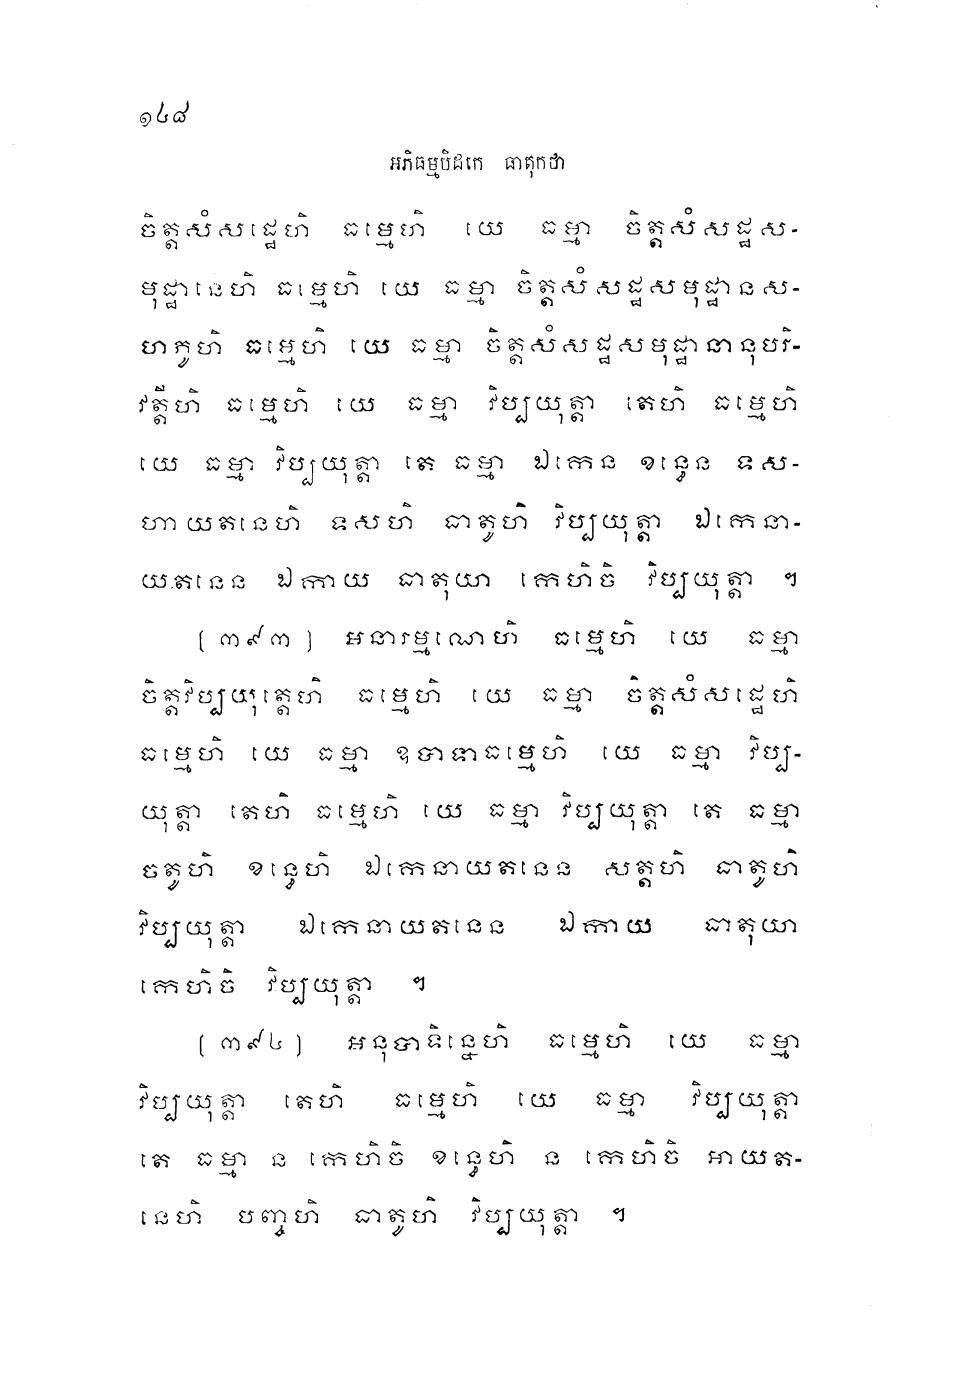 ១៤៨
អភិធម្មបិដកេ ធាតុកថា
ចិត្តសំសដ្ឋេហិ ធម្មេហិ យេ ធម្មា ចិត្តសំសដ្ឋស-
មុដ្ឋានេហិ ធម្មេហិ យេ ធម្មា ចិត្តសំសដ្ឋសមុដ្ឋានស-
ហភូហិ ធម្មេហិ យេ ធម្មា ចិត្តសំសដ្ឋសមុដ្ឋានានុបរិ-
វត្តីហិ ធម្មេហិ យេ ធម្មា វិប្បយុត្តា តេហិ ធម្មេហិ
យេ ធម្មា វិប្បយុត្តា តេ ធម្មា ឯកេន ខន្ធេន ទស-
ហាយតនេហិ ទសហិ ធាតូហិ វិប្បយុត្តា ឯកេនា-
យតនេន ឯកាយ ធាតុយា កេហិចិ វិប្បយុត្តា ។
[ ៣៩៣ ] អនារម្មណេហិ ធម្មេហិ យេ ធម្មា
ចិត្តវិប្បយុត្តេហិ ធម្មេហិ យេ ធម្មា ចិត្តសំសដ្ឋេហិ
ធម្មេហិ យេ ធម្មា ឧបាទាធម្មេហិ យេ ធម្មា វិប្ប-
យុត្តា តេហិ ធម្មេហិ យេ ធម្មា វិប្បយុត្តា តេ ធម្មា
ចតូហិ ខន្ធេហិ ឯកេនាយតនេន សត្តហិ ធាតូហិ
វិប្បយុត្តា ឯកេនាយតនេន ឯកាយ ធាតុយា
កេហិចិ វិប្បយុត្តា ។
[ ៣៩៤ ] អនុបាទិន្នេហិ ធម្មេហិ យេ ធម្មា
វិប្បយុត្តា តេហិ ធម្មេហិ យេ ធម្មា វិប្បយុត្តា
តេ ធម្មា ន កេហិចិ ខន្ធេហិ ន កេហិចិ អាយត-
នេហិ បញ្ចហិ ធាតូហិ វិប្បយុត្តា ។